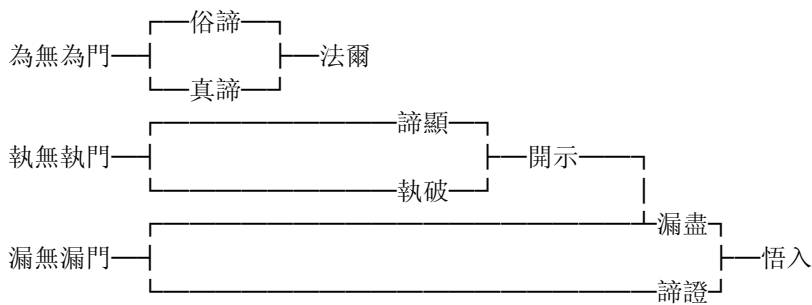 俗諦
為無為門 法爾
真諦
諦顯
執無執門 開示
執破
漏盡
漏無漏門 悟入
諦證